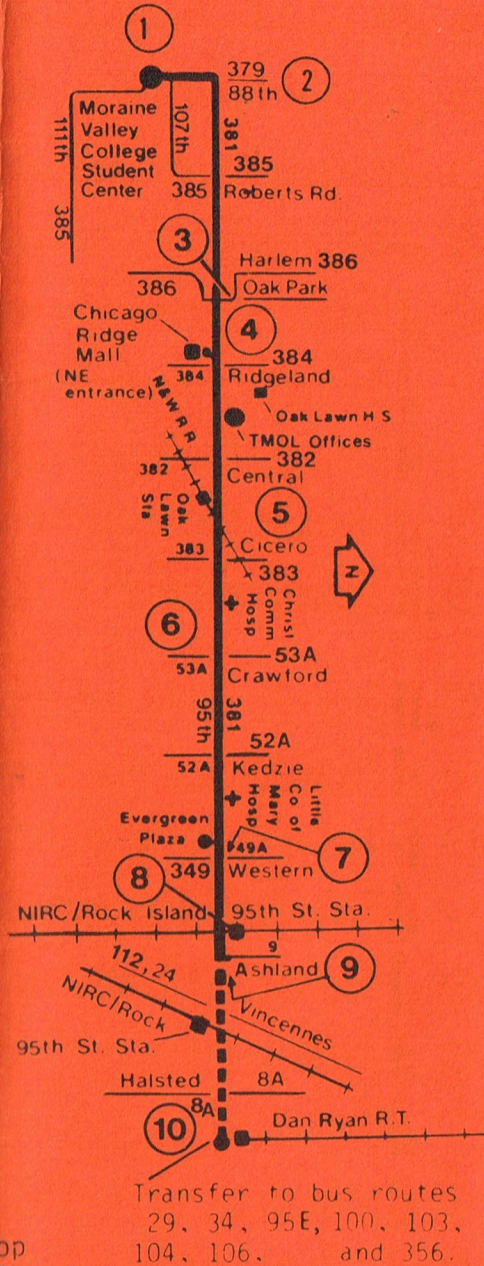 1
379
88th
2
Moraine
Valley
College
Student
Center
111th
385
107th
381
385
385
Roberts Rd.
3
Harlem 386
386
Oak Park
Chicago
Ridge
Mall
(NE
entrance)
4
384
384
Ridgeland
N&W RR
Oak Lawn H S
TMOL Offices
382
382
Central
Oak
Lawn
Sta
5
383
Cicero
383
N
Christ
Comm
Hosp
6
53A
53A
Crawford
95th
381
52A
52A
Kedzie
Little
Co of
Mary
Hosp
Evergreen
Plaza
49A
7
349
Western
8
NIRC/Rock Island
95th St. Sta.
9
Ashland
9
112,24
NIRC/Rock
Vincennes
95th St. Sta.
Halsted
8A
8A
10
Dan Ryan R.T.
Transfer to bus routes
29, 34, 95E, 100, 103,
104, 106, and 356.
op